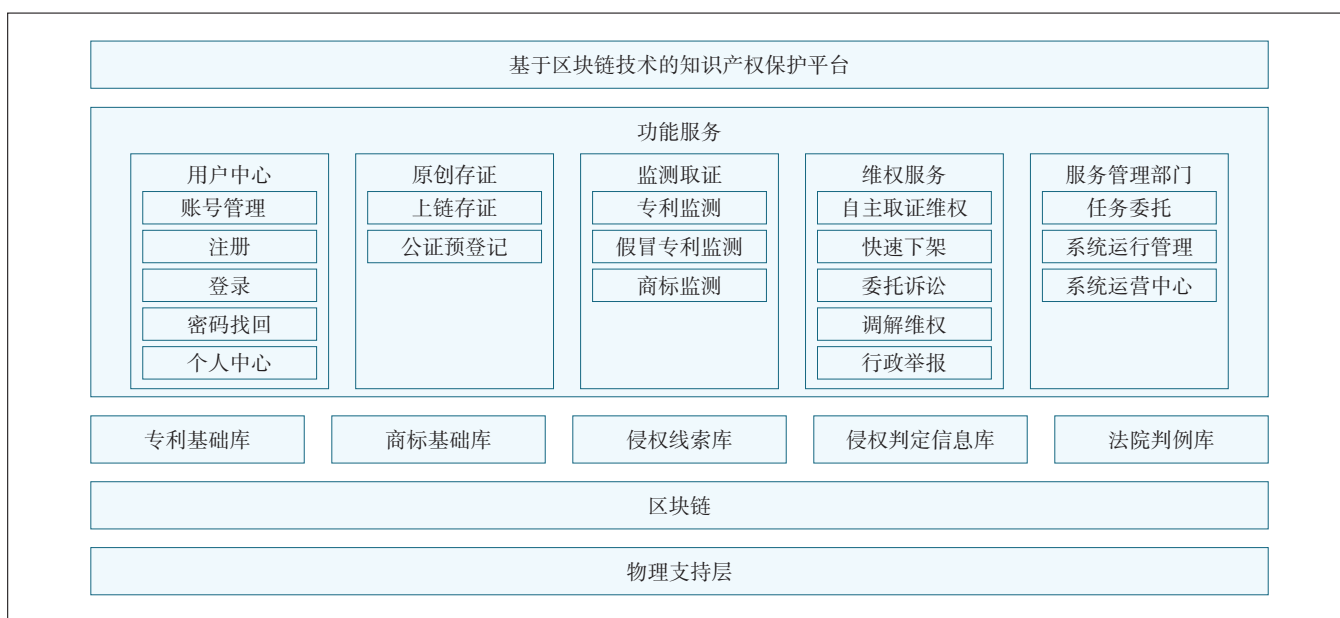 基于区块链技术的知识产权保护平台
功能服务
用户中心
账号管理
注册
登录
密码找回
个人中心
原创存证
上链存证
公证预登记
监测取证
专利监测
假冒专利监测
商标监测
维权服务
自主取证维权
快速下架
委托诉讼
调解维权
行政举报
服务管理部门
任务委托
系统运行管理
系统运营中心
专利基础库
商标基础库
侵权线索库
侵权判定信息库
法院判例库
区块链
物理支持层